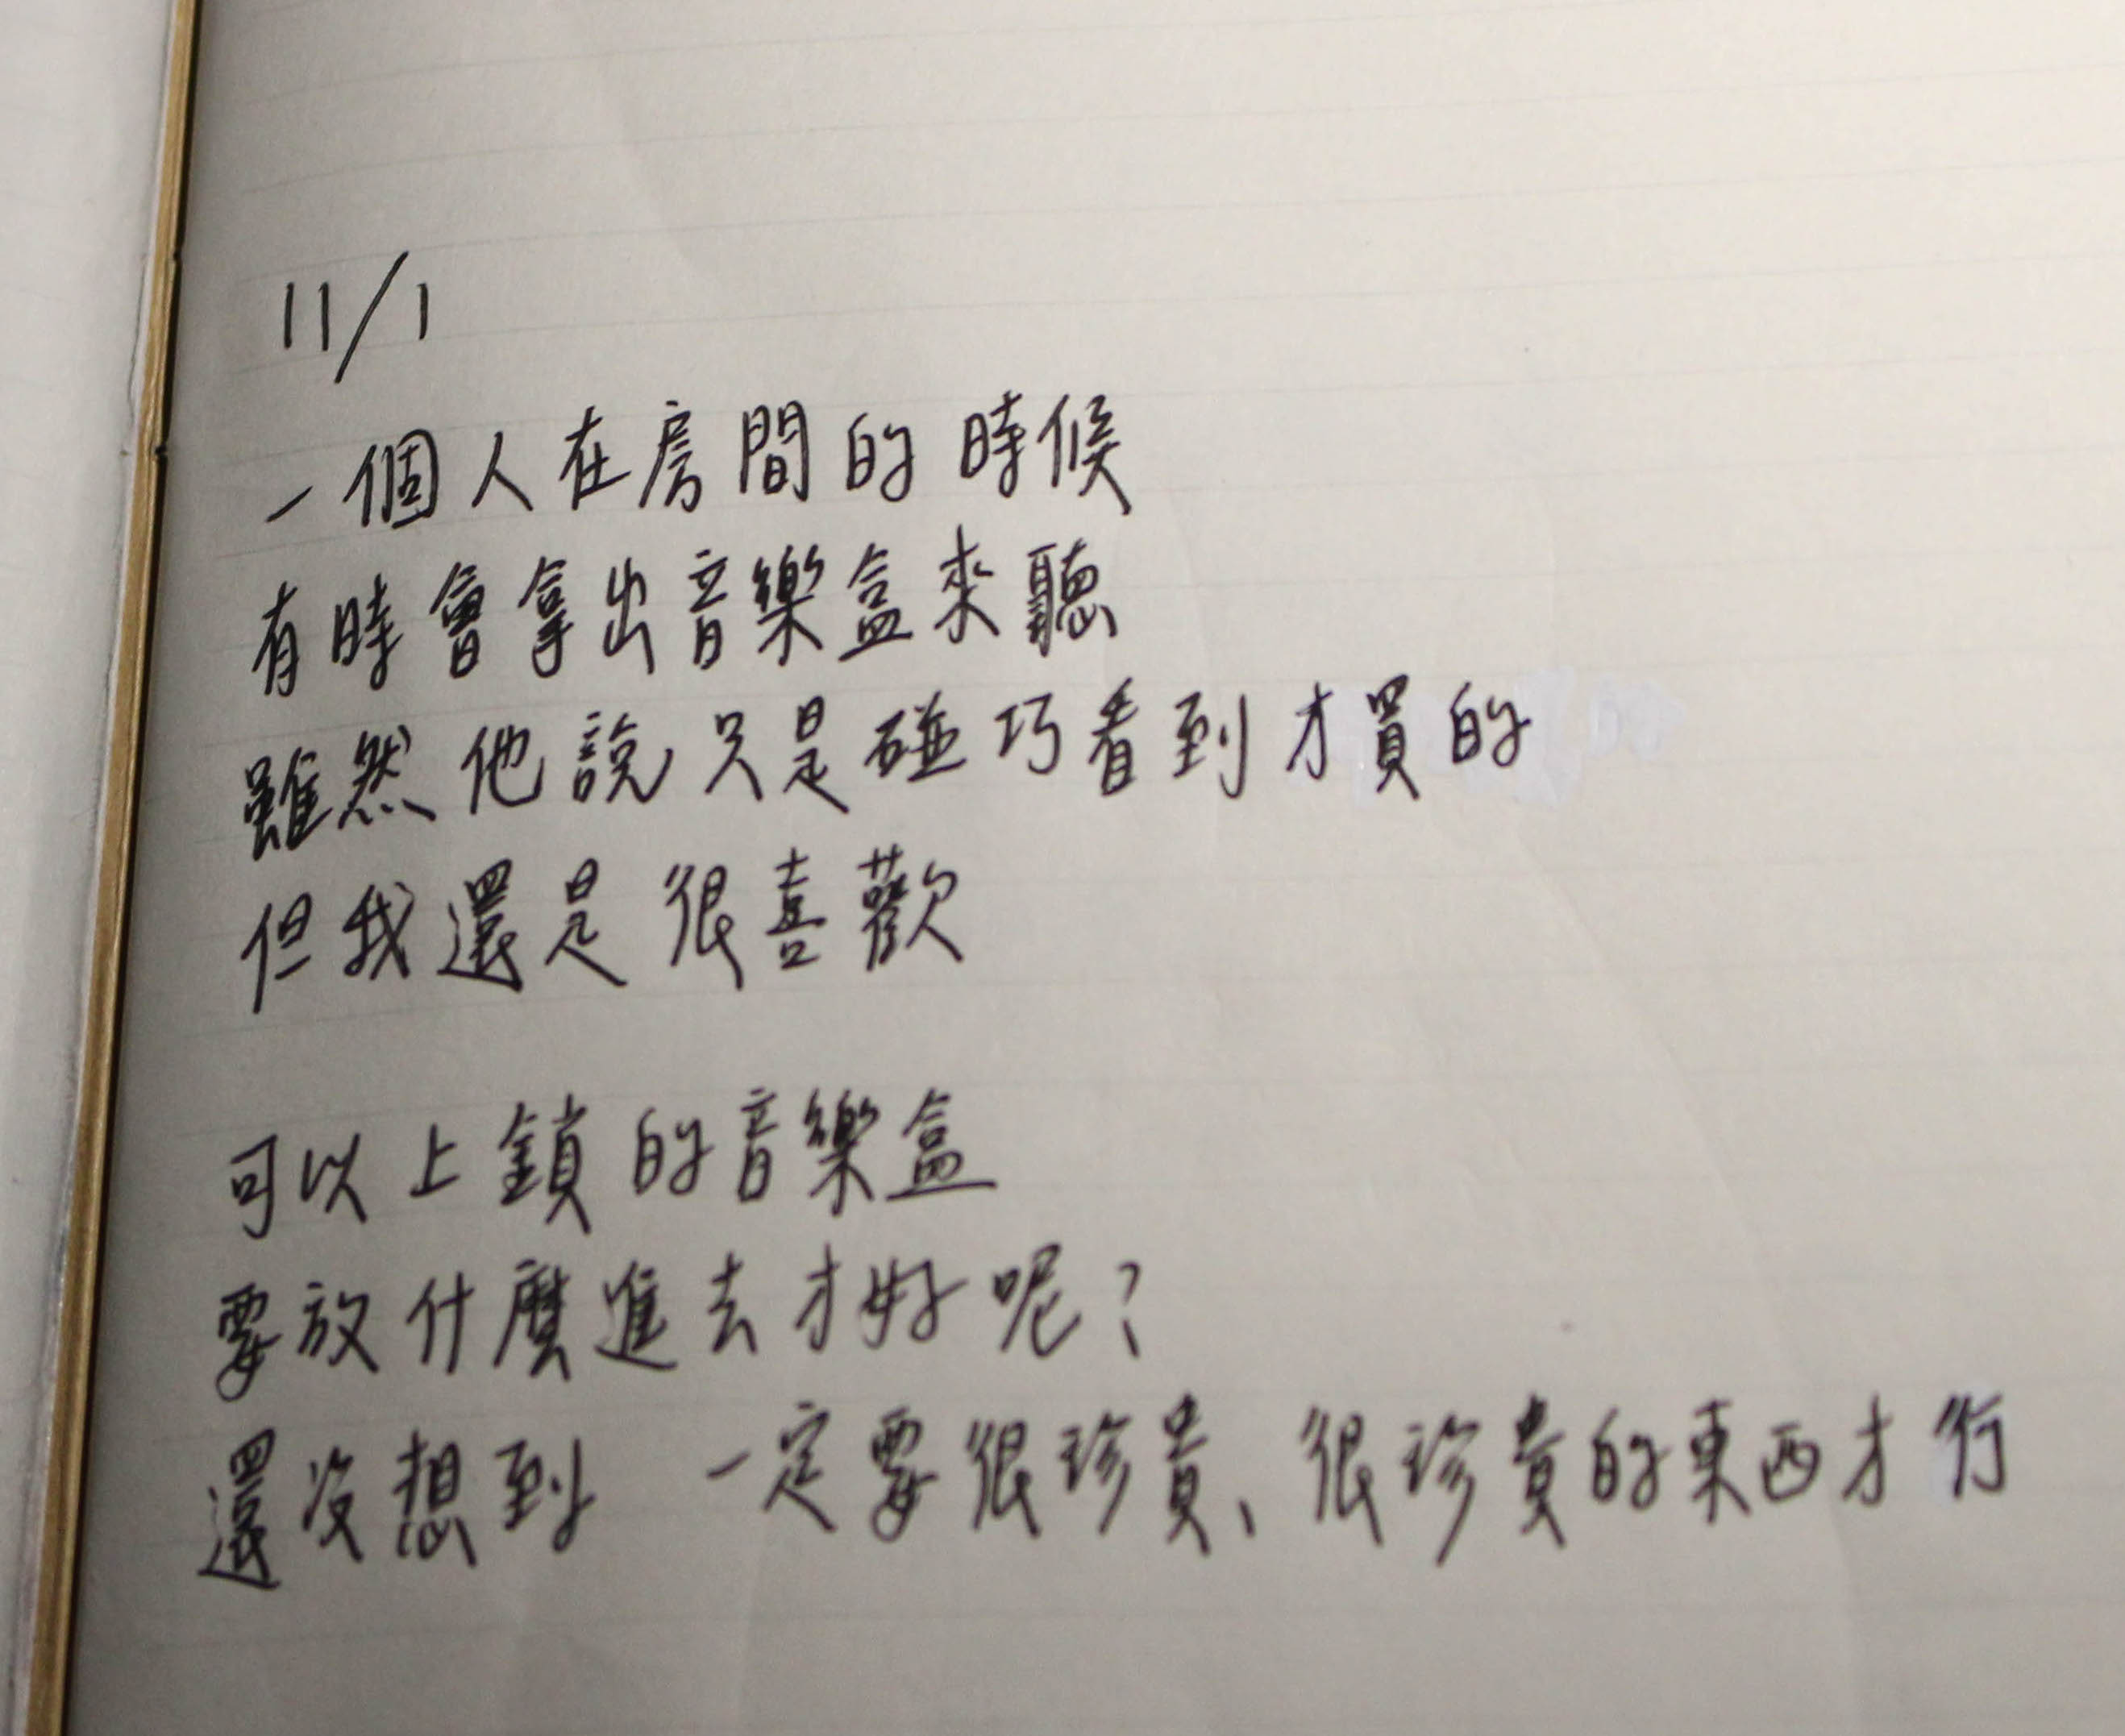 11/1
一個人在房間的時候
有時會拿出音樂盒來聽
雖然他說只是碰巧看到才買的
但我還是很喜歡
可以上鎖的音樂盒
要放什麼進去才好呢？
還沒想到 一定要很珍貴、很珍貴的東西才行